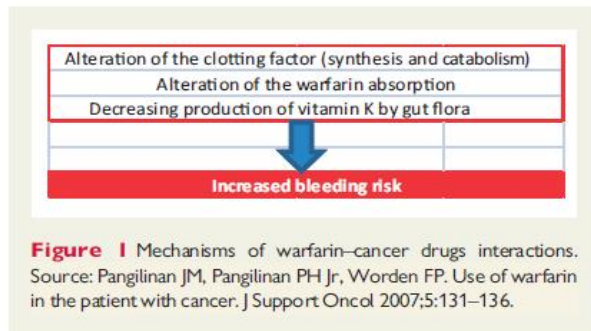 Alteration of the clotting factor (synthesis and catabolism)
Alteration of the warfarin absorption
Decreasing production of vitamin K by gut flora
Increased bleeding risk
Figure 1 Mechanisms of warfarin–cancer drugs interactions.
Source: Pangilinan JM, Pangilinan PH Jr, Worden FP. Use of warfarin
in the patient with cancer. J Support Oncol 2007;5:131–136.